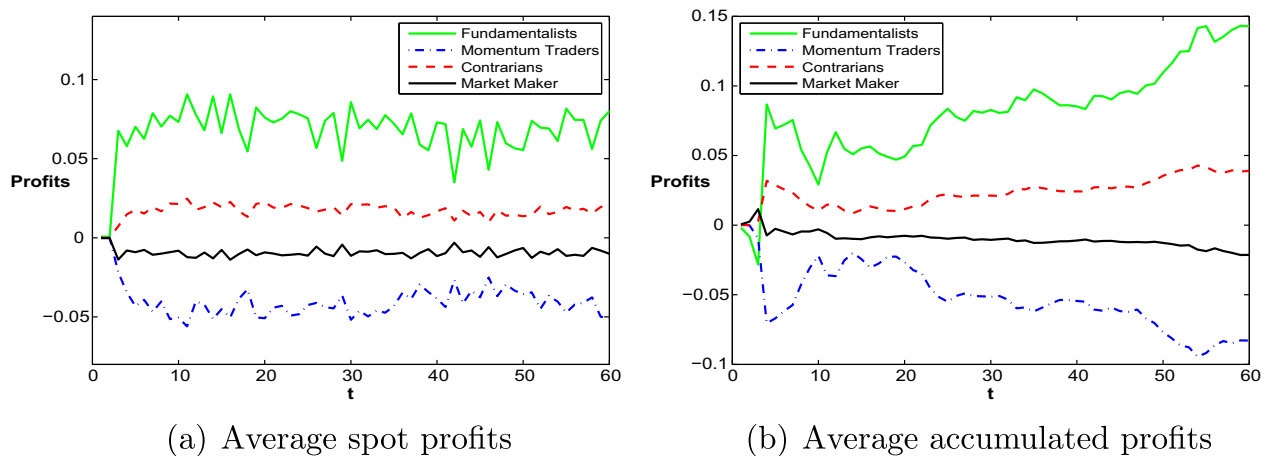 Fundamentalists
Momentum Traders
Contrarians
Market Maker
0.1
0.05
0
−0.05
Profits
0 10 20 30 40 50 60
t
(a) Average spot profits
Fundamentalists
Momentum Traders
Contrarians
Market Maker
0.15
0.1
0.05
0
−0.05
−0.1
Profits
0 10 20 30 40 50 60
t
(b) Average accumulated profits